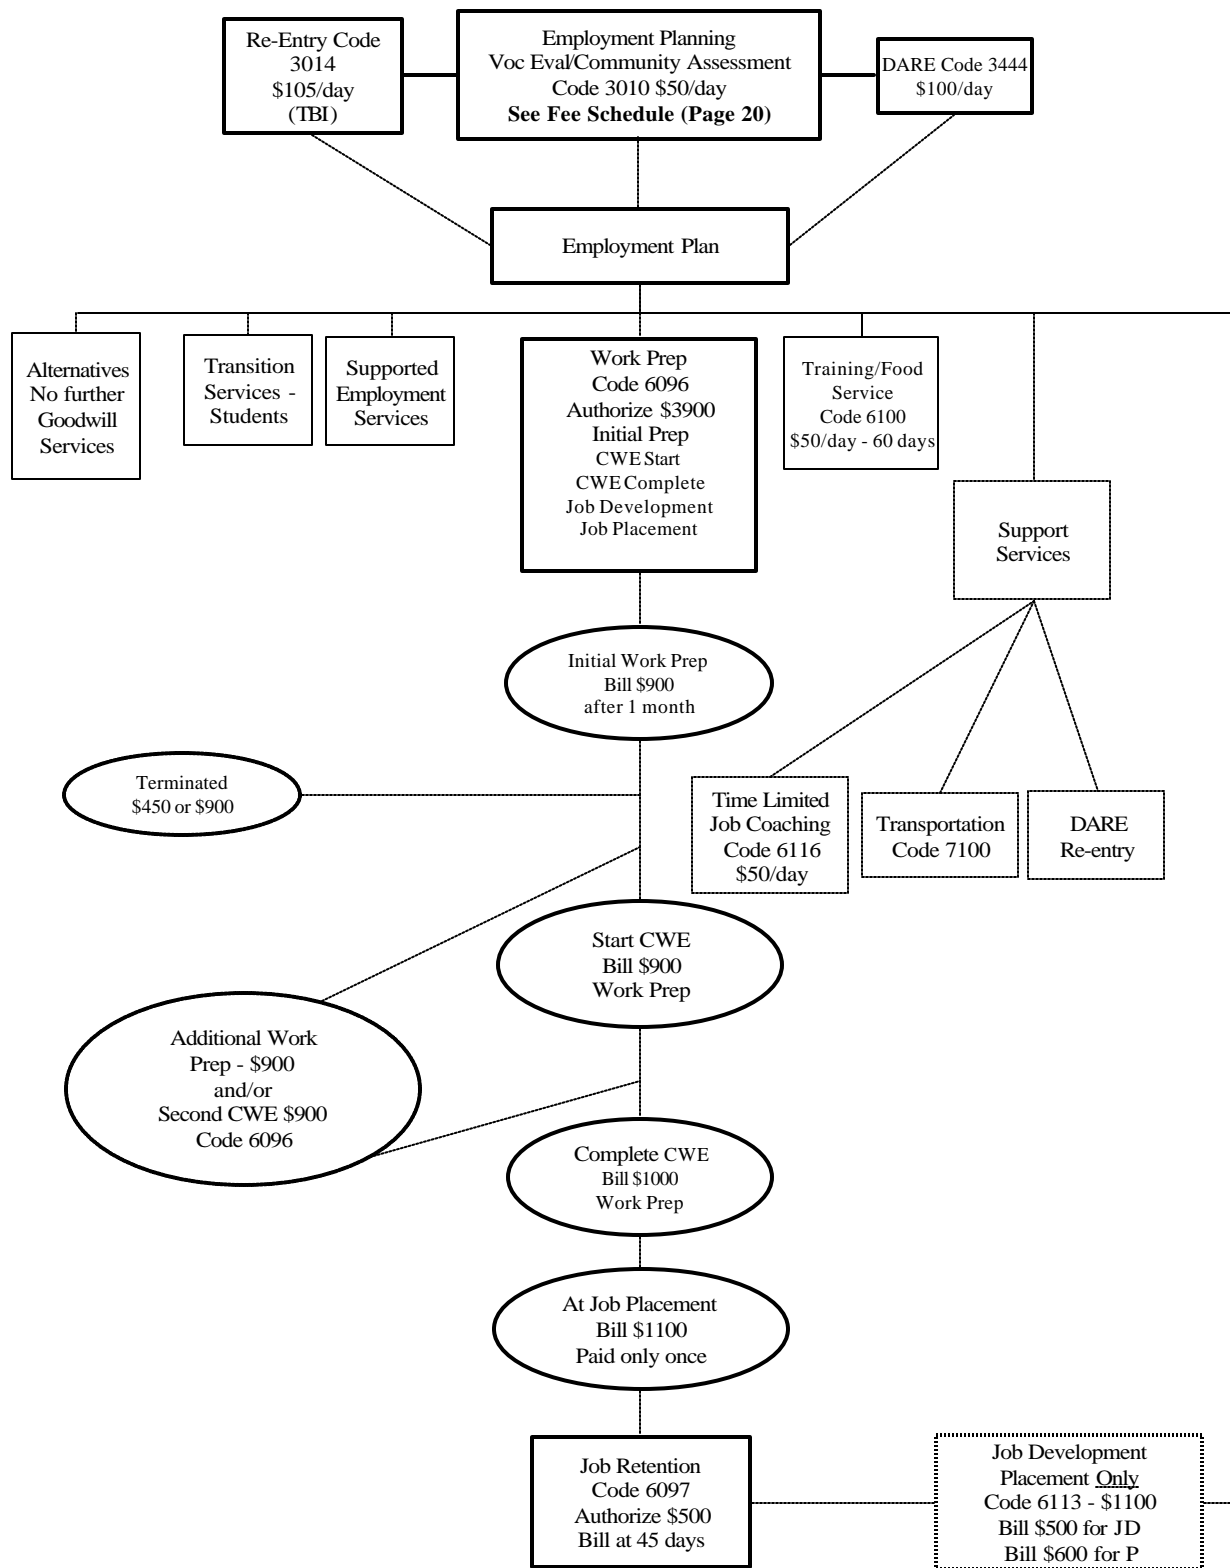 Re-Entry Code
3014
$105/day
(TBI)
Employment Planning
Voc Eval/Community Assessment
Code 3010 $50/day
See Fee Schedule (Page 20)
DARE Code 3444
$100/day
Employment Plan
Alternatives
No further
Goodwill
Services
Transition
Services -
Students
Supported
Employment
Services
Work Prep
Code 6096
Authorize $3900
Initial Prep
CWE Start
CWE Complete
Job Development
Job Placement
Training/Food
Service
Code 6100
$50/day - 60 days
Support
Services
Initial Work Prep
Bill $900
after 1 month
Terminated
$450 or $900
Time Limited
Job Coaching
Code 6116
$50/day
Transportation
Code 7100
DARE
Re-entry
Start CWE
Bill $900
Work Prep
Additional Work
Prep - $900
and/or
Second CWE $900
Code 6096
Complete CWE
Bill $1000
Work Prep
At Job Placement
Bill $1100
Paid only once
Job Retention
Code 6097
Authorize $500
Bill at 45 days
Job Development
Placement Only
Code 6113 - $1100
Bill $500 for JD
Bill $600 for P